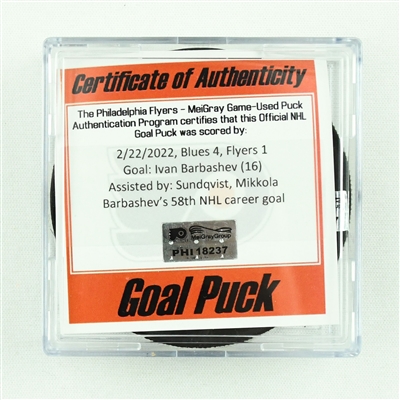 Certificate of Authenticity
The Philadelphia Flyers - MeiGray Game-Used Puck
Authentication Program certifies that this Official NHL
Goal Puck was scored by:
2/22/2022, Blues 4, Flyers 1
Goal: Ivan Barbashev (16)
Assisted by: Sundqvist, Mikkola
Barbashev's 58th NHL career goal
MeiGrayGroup
PHI 18237
Goal Puck